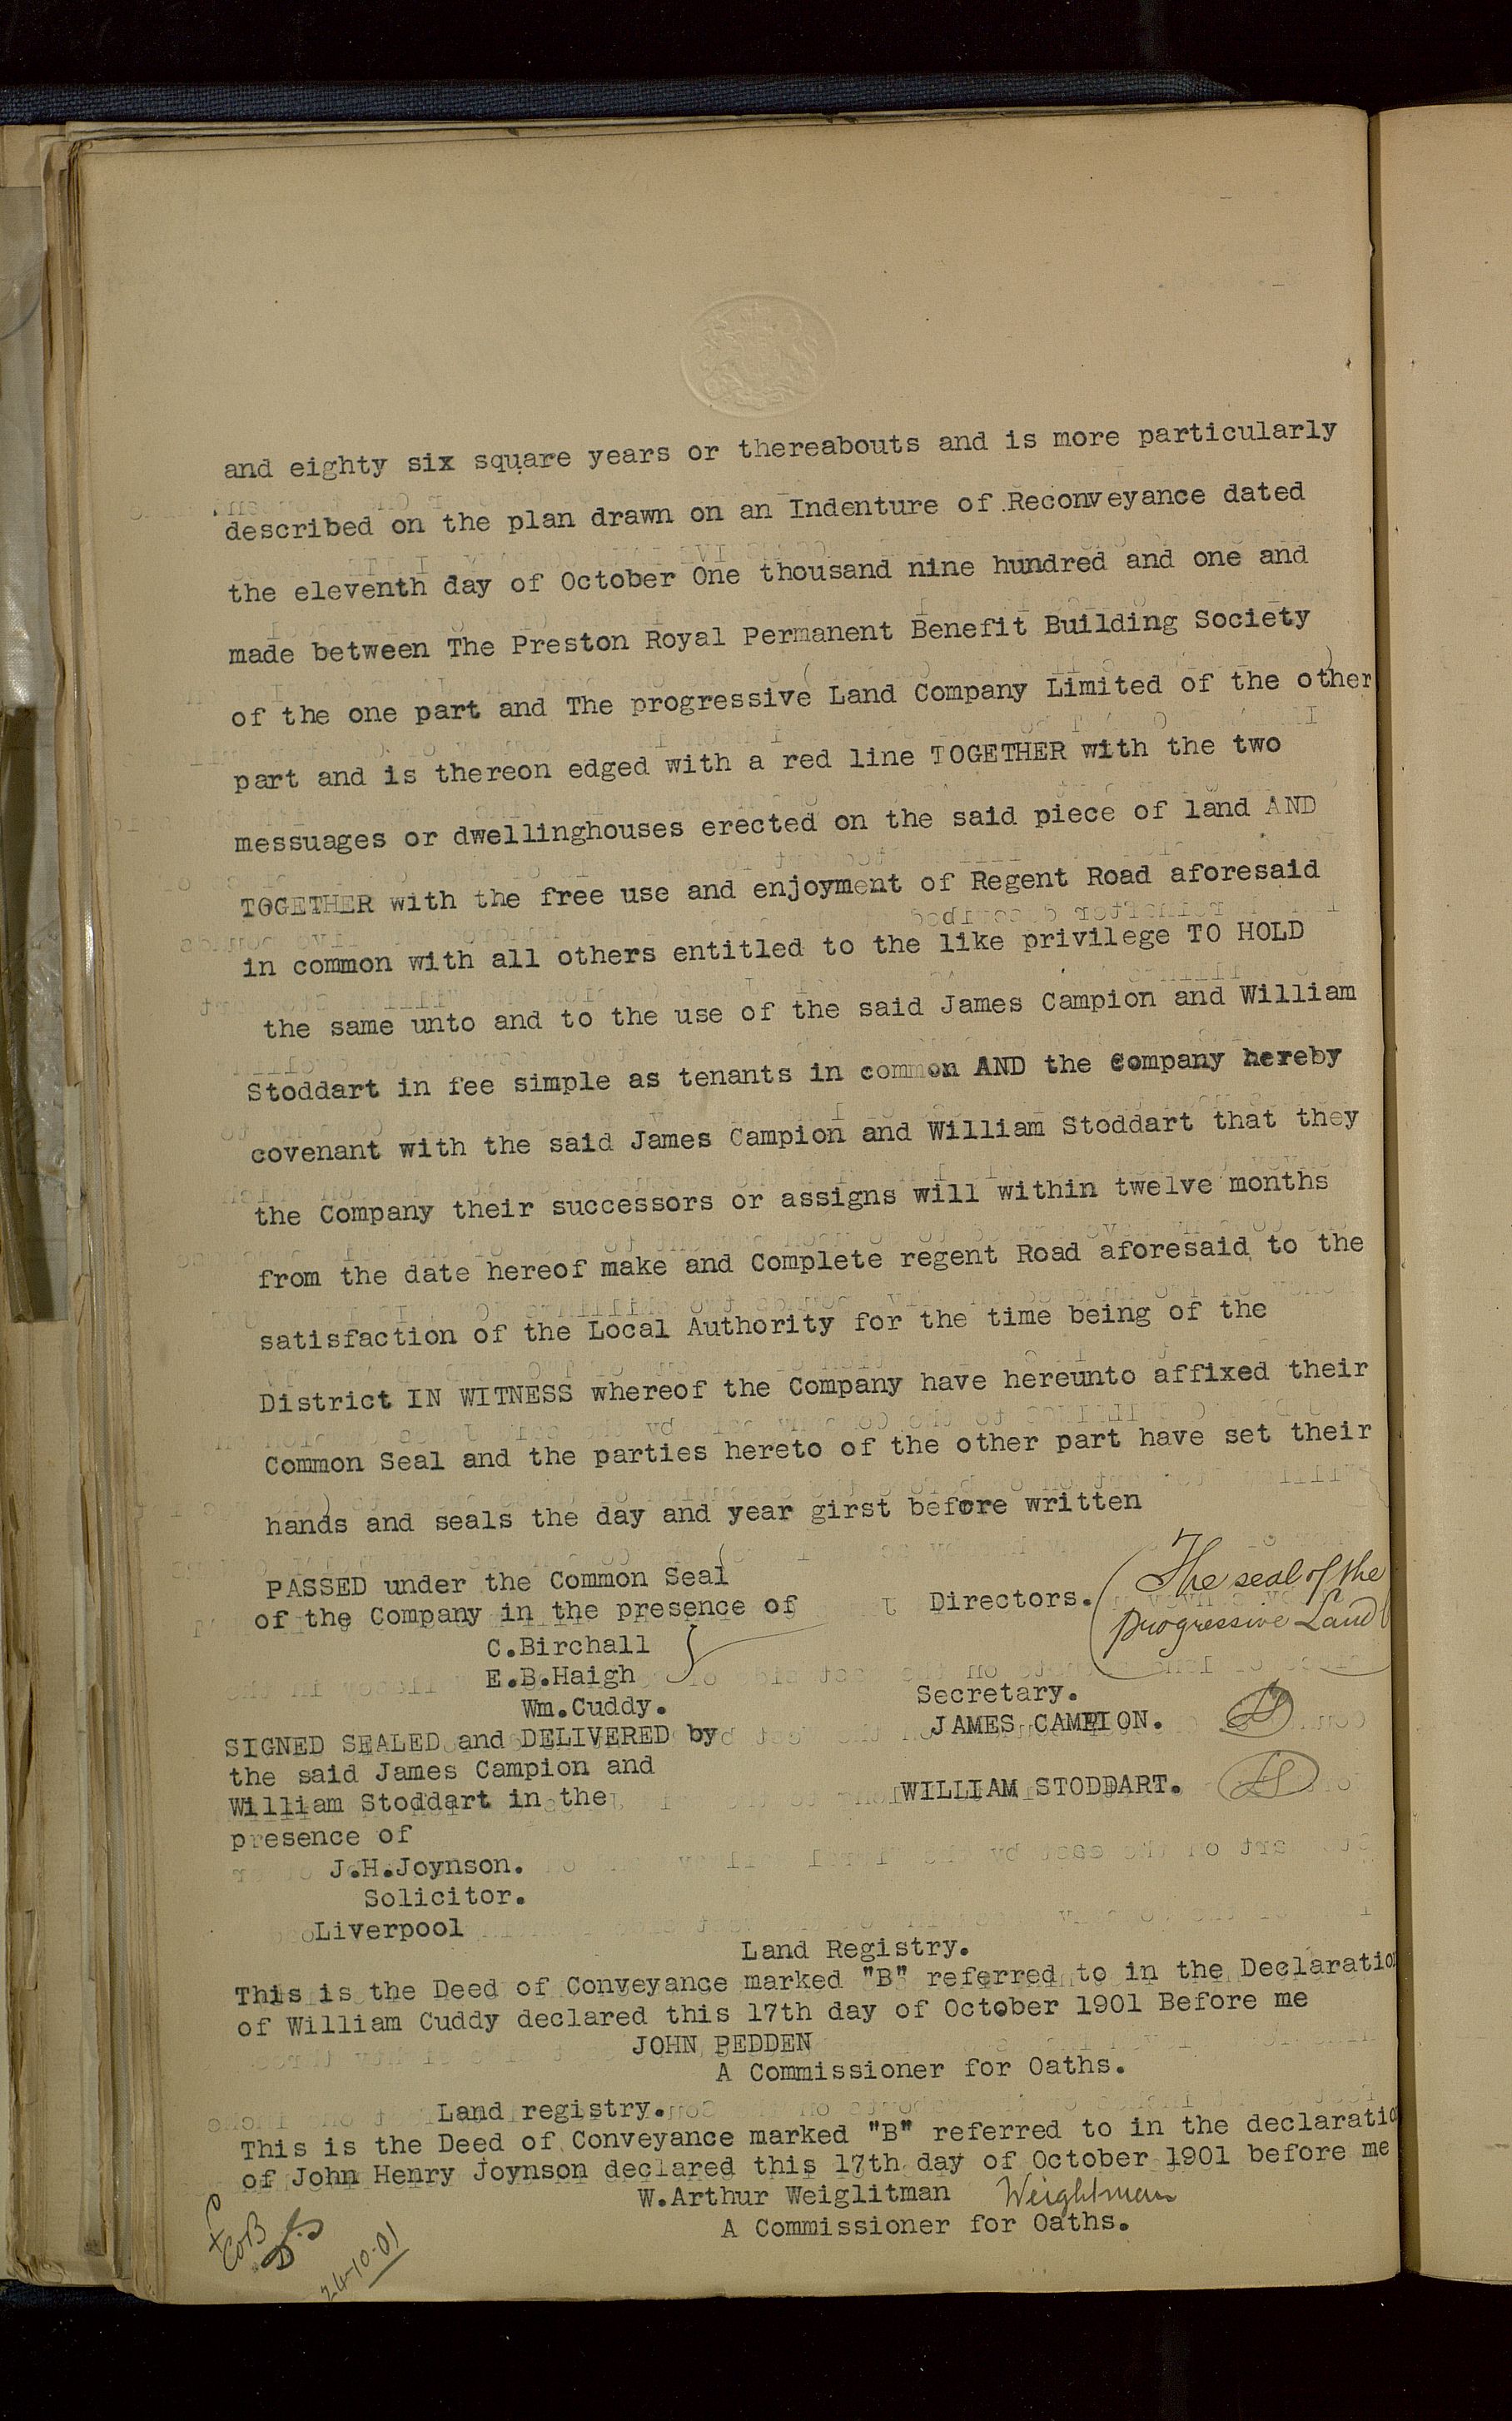 and eighty six square years or thereabouts and is more particularly
described on the plan drawn on an Indenture of Reconveyance dated
the eleventh day of October One thousand nine hundred and one and
made between The Preston Royal Permanent Benefit Building Society
of the one part and The progressive Land Company Limited of the other
part and is thereon edged with a red line TOGETHER with the two
messuages or dwellinghouses erected on the said piece of land AND
TOGETHER with the free use and enjoyment of Regent Road aforesaid
in common with all others entitled to the like privilege TO HOLD
the same unto and to the use of the said James Campion and William
Stoddart in fee simple as tenants in common AND the Company hereby
covenant with the said James Campion and William Stoddart that they
the Company their successors or assigns will within twelve months
from the date hereof make and Complete regent Road aforesaid to the
satisfaction of the Local Authority for the time being of the
District IN WITNESS whereof the Company have hereunto affixed their
Common Seal and the parties hereto of the other part have set their
hands and seals the day and year girst before written
PASSED under the Common Seal
of the Company in the presence of Directors. The seal of the
progressive Land
C.Birchall
E.B.Haigh
Secretary.
Wm.Cuddy.
JAMES CAMPION. LS
SIGNED SEALED and DELIVERED by
the said James Campion and
William Stoddart in the WILLIAM STODDART. LS
presence of
J.H.Joynson.
Solicitor.
Liverpool
Land Registry.
This is the Deed of Conveyance marked "B" referred to in the Declaration
of William Cuddy declared this 17th day of October 1901 Before me
JOHN PEDDEN
A Commissioner for Oaths.
Land registry.
This is the Deed of Conveyance marked "B" referred to in the declaratio
of John Henry Joynson declared this 17th day of October 1901 before me
W.Arthur Weiglitman Weightman
A Commissioner for Oaths.
24-10-01